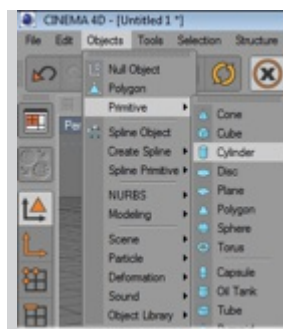 CINEMA 4D - [Untitled 1 *]
File Edit Objects Tools Selection Structure
Null Object
Polygon
Primitive
Spline Object
Create Spline
Spline Primitive
NURBS
Modeling
Scene
Particle
Deformation
Sound
Object Library
Cone
Cube
Cylinder
Disc
Plane
Polygon
Sphere
Torus
Capsule
Oil Tank
Tube